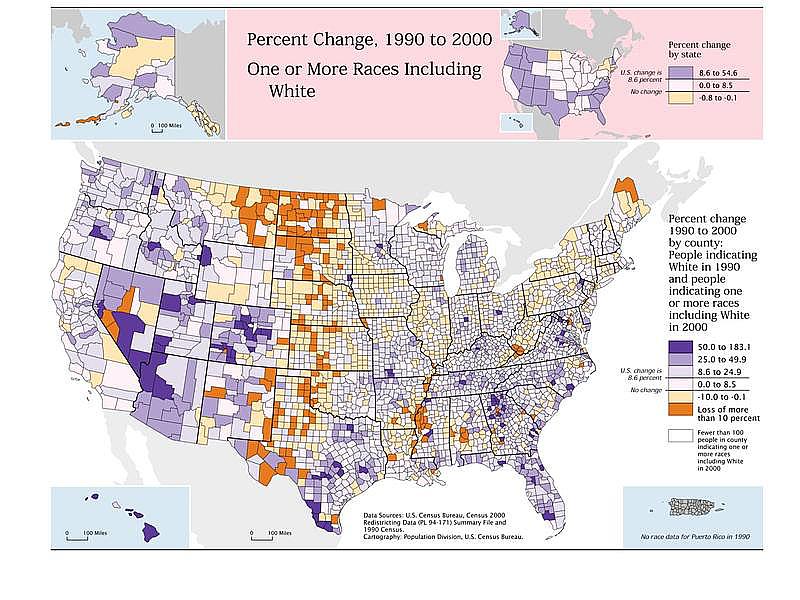 Percent Change, 1990 to 2000
One or More Races Including
White
0 100 Miles
Percent change
by state
U.S. change is
8.6 percent
No change
8.6 to 54.6
0.0 to 8.5
-0.8 to -0.1
Percent change
1990 to 2000
by county:
People indicating
White in 1990
and people
indicating one
or more races
including White
in 2000
U.S. change is
8.6 percent
No change
50.0 to 183.1
25.0 to 49.9
8.6 to 24.9
0.0 to 8.5
-10.0 to -0.1
Loss of more
than 10 percent
Fewer than 100
people in county
indicating one or
more races
including White
in 2000
0 100 Miles
0 100 Miles
Data Sources: U.S. Census Bureau, Census 2000
Redistricting Data (PL 94-171) Summary File and
1990 Census.
Cartography: Population Division, U.S. Census Bureau.
No race data for Puerto Rico in 1990